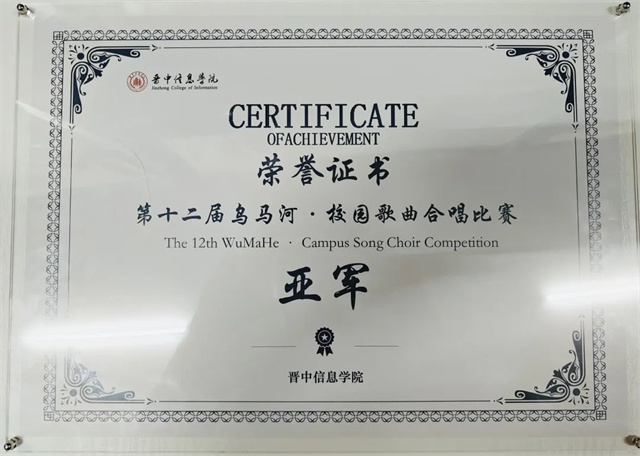 晋中信息学院
Jinzhong College of Information
CERTIFICATE
OFACHIEVEMENT
荣誉证书
第十二届乌马河·校园歌曲合唱比赛
The 12th WuMaHe · Campus Song Choir Competition
亚军
晋中信息学院